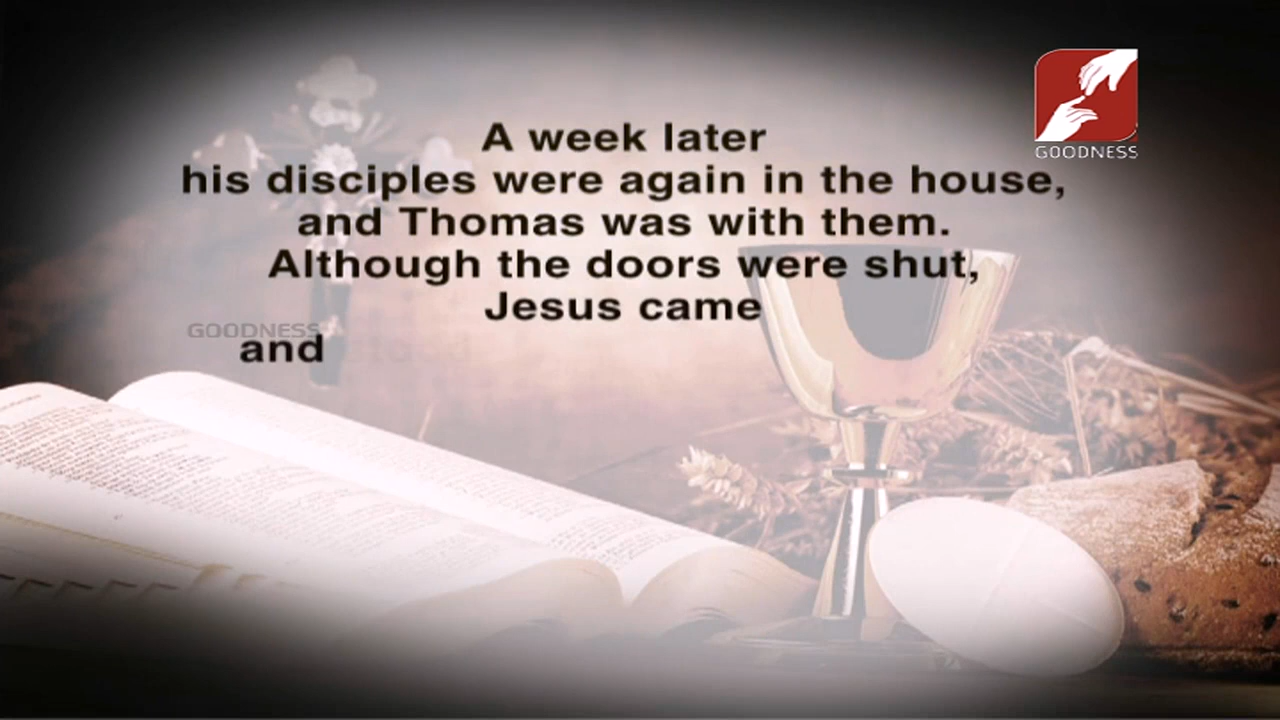 GOODNESS
A week later
his disciples were again in the house,
and Thomas was with them.
Although the doors were shut,
Jesus came
GOODNESS
and